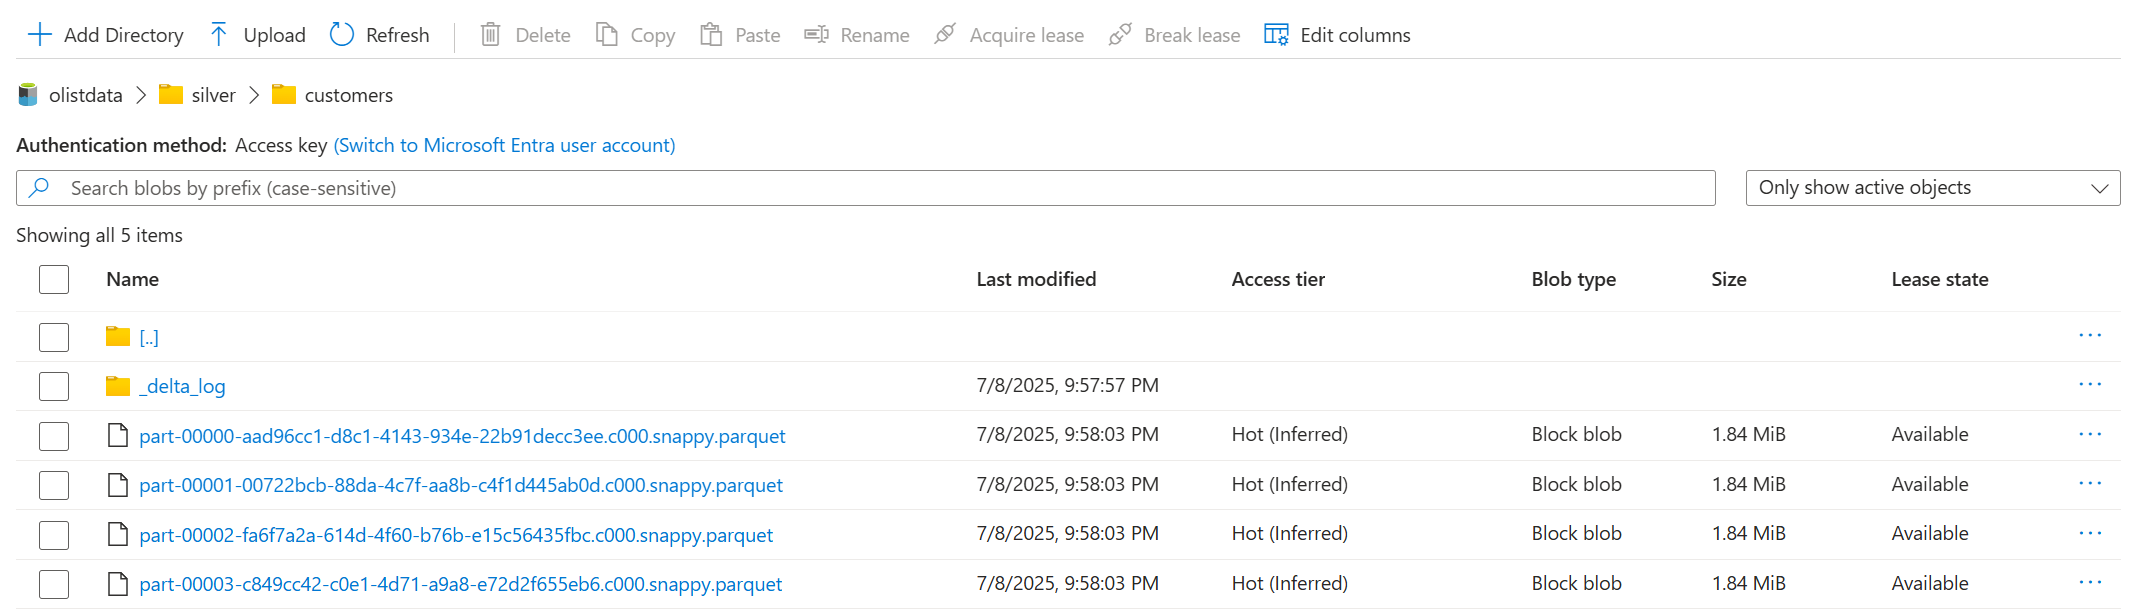 Add Directory Upload Refresh Delete Copy Paste Rename Acquire lease Break lease Edit columns
olistdata > silver > customers
Authentication method: Access key (Switch to Microsoft Entra user account)
Search blobs by prefix (case-sensitive) Only show active objects
Showing all 5 items
Name Last modified Access tier Blob type Size Lease state
[..] ...
_delta_log 7/8/2025, 9:57:57 PM ...
part-00000-aad96cc1-d8c1-4143-934e-22b91decc3ee.c000.snappy.parquet 7/8/2025, 9:58:03 PM Hot (Inferred) Block blob 1.84 MiB Available ...
part-00001-00722bcb-88da-4c7f-aa8b-c4f1d445ab0d.c000.snappy.parquet 7/8/2025, 9:58:03 PM Hot (Inferred) Block blob 1.84 MiB Available ...
part-00002-fa6f7a2a-614d-4f60-b76b-e15c56435fbc.c000.snappy.parquet 7/8/2025, 9:58:03 PM Hot (Inferred) Block blob 1.84 MiB Available ...
part-00003-c849cc42-c0e1-4d71-a9a8-e72d2f655eb6.c000.snappy.parquet 7/8/2025, 9:58:03 PM Hot (Inferred) Block blob 1.84 MiB Available ...